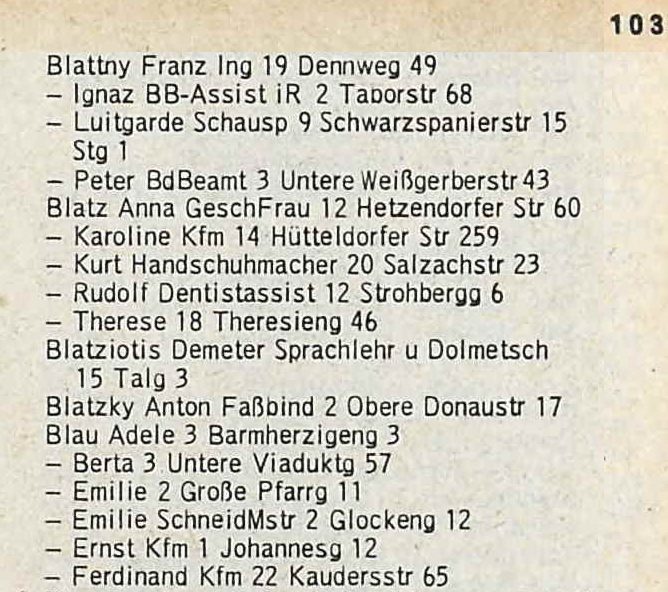 103
Blattny Franz Ing 19 Dennweg 49
– Ignaz BB-Assist iR 2 Taborstr 68
– Luitgarde Schausp 9 Schwarzspanierstr 15
Stg 1
– Peter BdBeamt 3 Untere Weißgerberstr 43
Blatz Anna GeschFrau 12 Hetzendorfer Str 60
– Karoline Kfm 14 Hütteldorfer Str 259
– Kurt Handschuhmacher 20 Salzachstr 23
– Rudolf Dentistassist 12 Strohbergg 6
– Therese 18 Theresieng 46
Blatziotis Demeter Sprachlehr u Dolmetsch
15 Talg 3
Blatzky Anton Faßbind 2 Obere Donaustr 17
Blau Adele 3 Barmherzigeng 3
– Berta 3 Untere Viaduktg 57
– Emilie 2 Große Pfarrg 11
– Emilie SchneidMstr 2 Glockeng 12
– Ernst Kfm 1 Johannesg 12
– Ferdinand Kfm 22 Kaudersstr 65